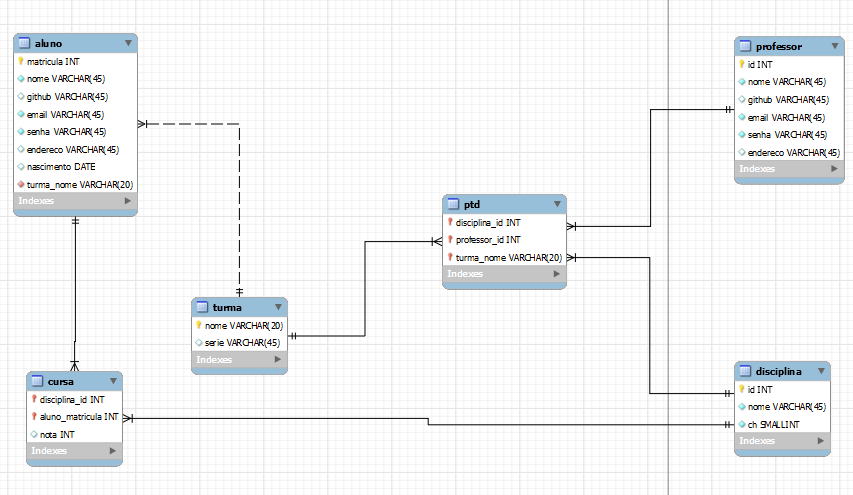 aluno
matricula INT
nome VARCHAR(45)
github VARCHAR(45)
email VARCHAR(45)
senha VARCHAR(45)
endereco VARCHAR(45)
nascimento DATE
turma_nome VARCHAR(20)
Indexes
professor
id INT
nome VARCHAR(45)
github VARCHAR(45)
email VARCHAR(45)
senha VARCHAR(45)
endereco VARCHAR(45)
Indexes
ptd
disciplina_id INT
professor_id INT
turma_nome VARCHAR(20)
Indexes
turma
nome VARCHAR(20)
serie VARCHAR(45)
Indexes
cursa
disciplina_id INT
aluno_matricula INT
nota INT
Indexes
disciplina
id INT
nome VARCHAR(45)
ch SMALLINT
Indexes